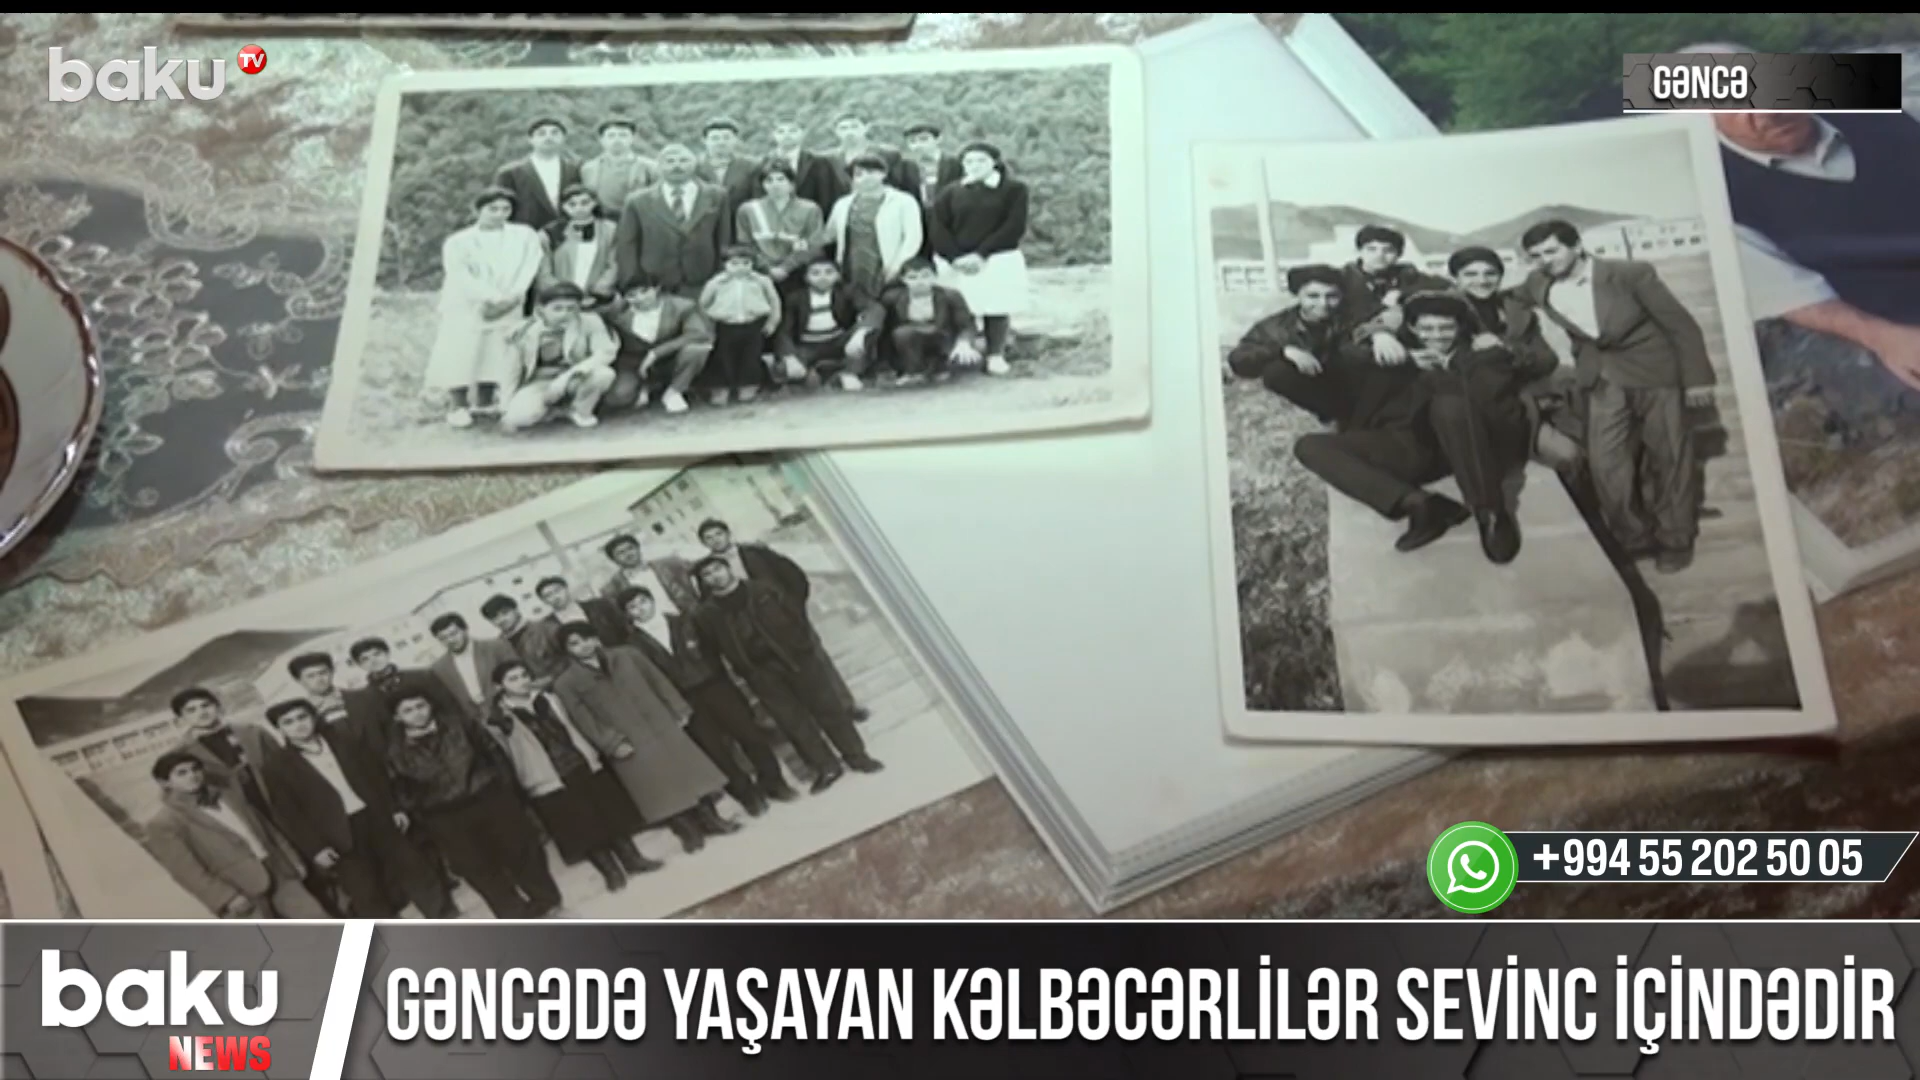 baku TV
GƏNCƏ
+994 55 202 50 05
baku
NEWS
GƏNCƏDƏ YAŞAYAN KƏLBƏCƏRLİLƏR SEVİNC İÇİNDƏDİR